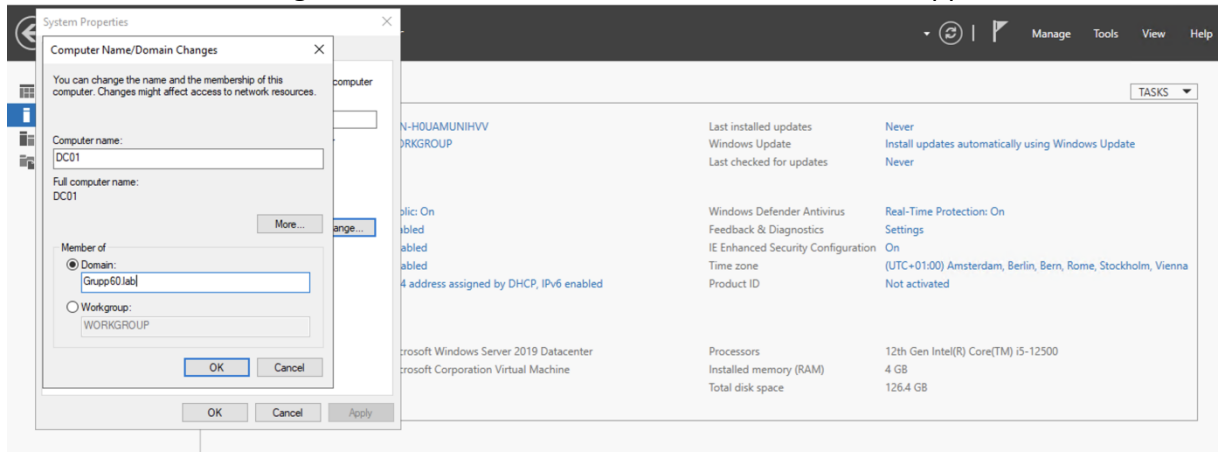 System Properties
Computer Name/Domain Changes
You can change the name and the membership of this
computer. Changes might affect access to network resources.
Computer name:
DC01
Full computer name:
DC01
More...
Member of
Domain:
Grupp60.lab
Workgroup:
WORKGROUP
OK Cancel
OK Cancel Apply
computer
ange...
Manage Tools View Help
TASKS
N-H0UAMUNIHVV
ORKGROUP
Last installed updates Never
Windows Update Install updates automatically using Windows Update
Last checked for updates Never
blic: On
abled
abled
abled
4 address assigned by DHCP, IPv6 enabled
Windows Defender Antivirus Real-Time Protection: On
Feedback & Diagnostics Settings
IE Enhanced Security Configuration On
Time zone (UTC+01:00) Amsterdam, Berlin, Bern, Rome, Stockholm, Vienna
Product ID Not activated
crosoft Windows Server 2019 Datacenter
crosoft Corporation Virtual Machine
Processors 12th Gen Intel(R) Core(TM) i5-12500
Installed memory (RAM) 4 GB
Total disk space 126.4 GB